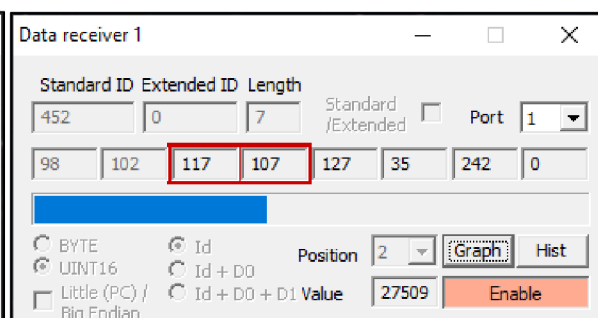 Data receiver 1
Standard ID Extended ID Length
452 0 7 Standard /Extended Port 1
98 102 117 107 127 35 242 0
BYTE Id
UINT16 Id + D0 Position 2 Graph Hist
Little (PC) / Id + D0 + D1 Value 27509 Enable
Big Endian